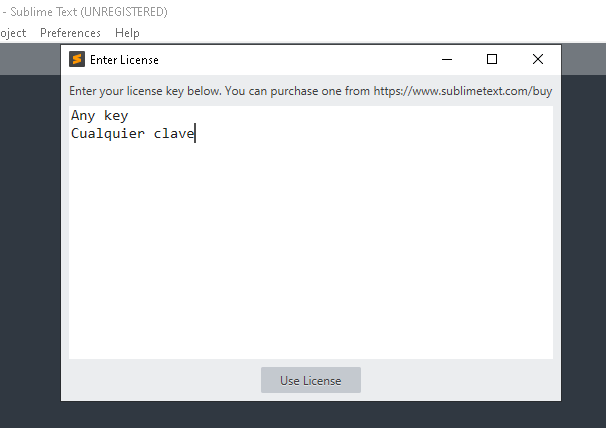 - Sublime Text (UNREGISTERED)
oject Preferences Help
Enter License
Enter your license key below. You can purchase one from https://www.sublimetext.com/buy
Any key
Cualquier clave
Use License